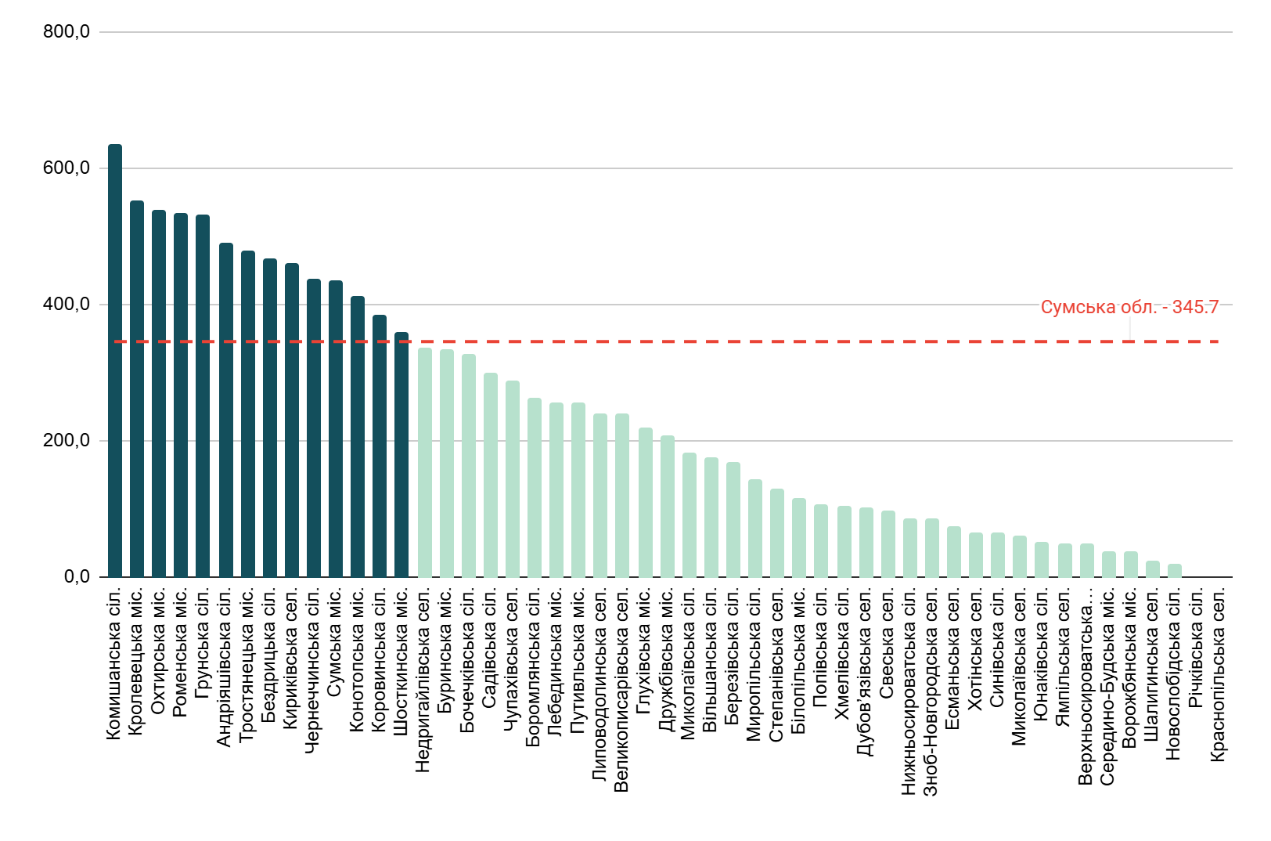 800,0
600,0
400,0
200,0
0,0
Сумська обл. - 345.7
Комишанська сіл.
Кролевецька міс.
Охтирська міс.
Роменська міс.
Грунська сіл.
Андріяшівська сіл.
Тростянецька міс.
Бездрицька сіл.
Кириківська сел.
Чернеччинська сіл.
Сумська міс.
Конотопська міс.
Коровинська сіл.
Шосткинська міс.
Недригайлівська сел.
Буринська міс.
Бочечківська сіл.
Садівська сіл.
Чупахівська сел.
Боромлянська сіл.
Лебединська міс.
Путивльська міс.
Липоводолинська сел.
Великописарівська сел.
Глухівська міс.
Дружбівська міс.
Миколаївська сіл.
Вільшанська сіл.
Березівська сіл.
Миропільська сіл.
Степанівська сел.
Білопільська міс.
Попівська сіл.
Хмелівська сіл.
Дубов'язівська сел.
Свеська сел.
Нижньосироватська сіл.
Зноб-Новгородська сел.
Есманьська сел.
Хотінська сел.
Синівська сіл.
Миколаївська сел.
Юнаківська сіл.
Ямпільська сел.
Верхньосироватська…
Середино-Будська міс.
Ворожбянська міс.
Шалигинська сел.
Новослобідська сіл.
Річківська сіл.
Краснопільська сел.